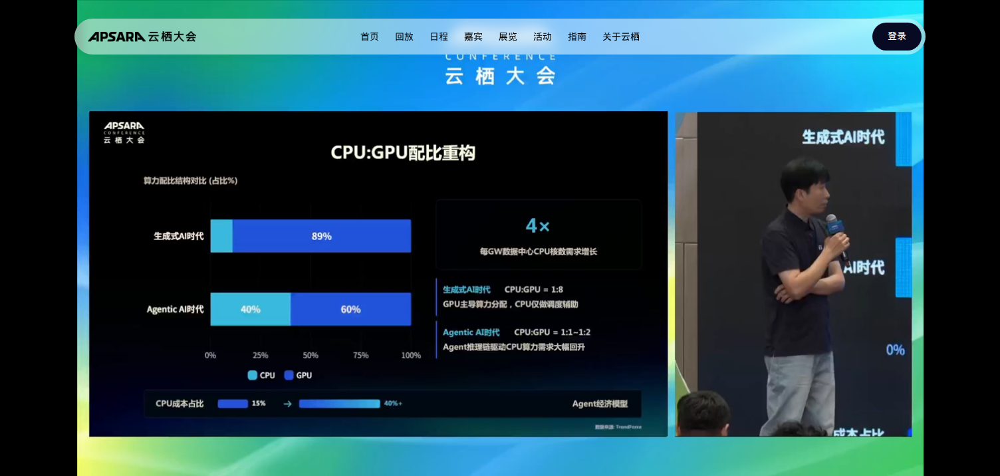 APSARA 云栖大会
首页 回放 日程 嘉宾 展览 活动 指南 关于云栖
登录
CONFERENCE
云栖大会
APSARA
CONFERENCE
云栖大会
CPU:GPU配比重构
算力配比结构对比 (占比%)
生成式AI时代
89%
Agentic AI时代
40%
60%
0% 25% 50% 75% 100%
CPU GPU
4×
每GW数据中心CPU核数需求增长
生成式AI时代 CPU:GPU = 1:8
GPU主导算力分配，CPU仅做调度辅助
Agentic AI时代 CPU:GPU = 1:1~1:2
Agent推理链驱动CPU算力需求大幅回升
CPU成本占比 15% → 40%+ Agent经济模型
数据来源: TrendForce
生成式AI时代
AI时代
0%
成本占比